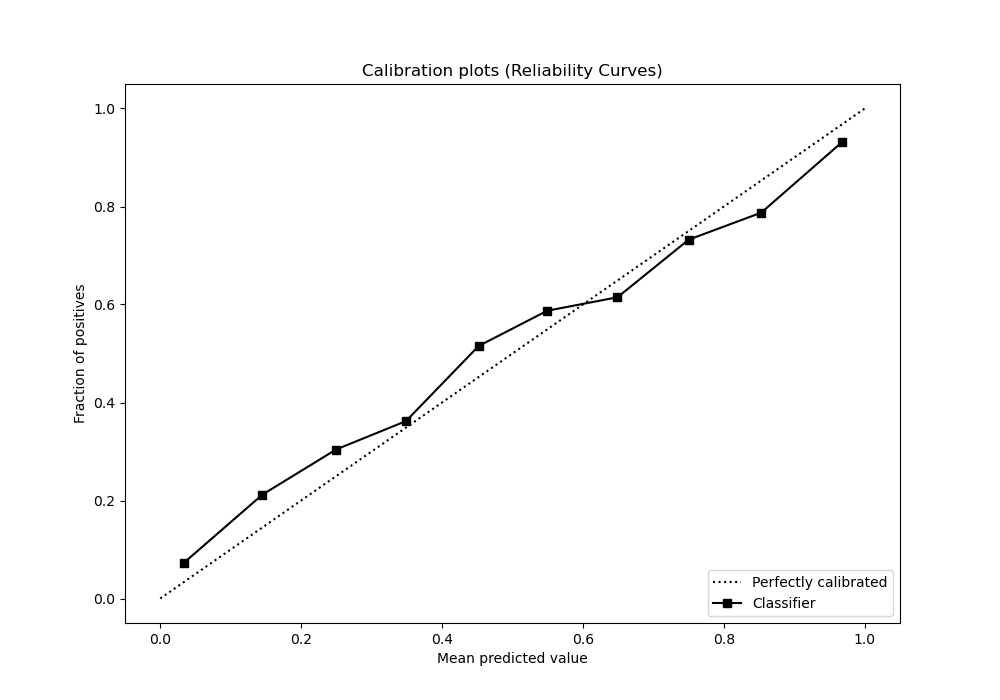 Calibration plots (Reliability Curves)
1.0
0.8
0.6
0.4
0.2
0.0
Fraction of positives
Perfectly calibrated
Classifier
0.0 0.2 0.4 0.6 0.8 1.0
Mean predicted value